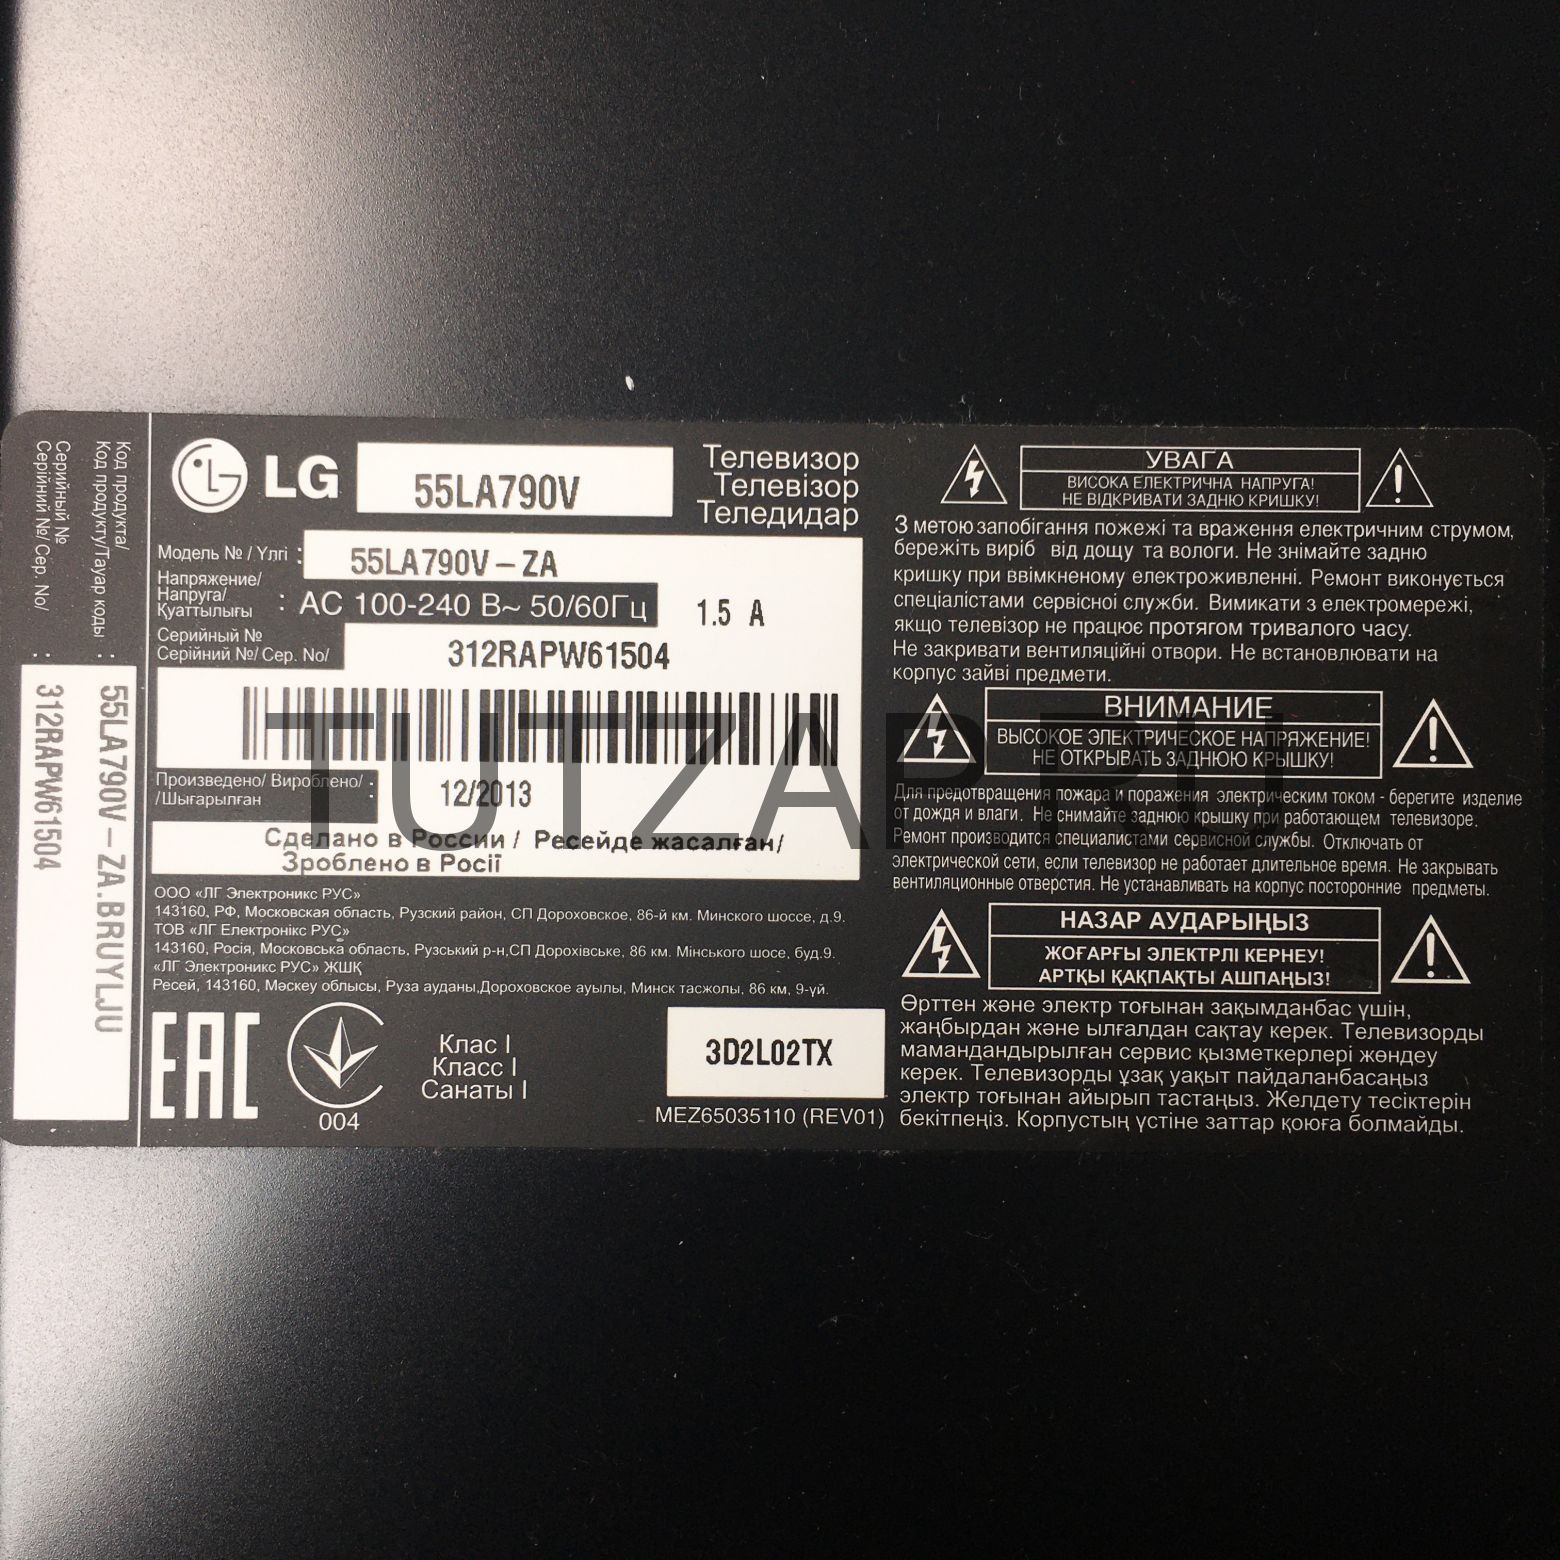 LG
55LA790V
Телевизор
Телевізор
Теледидар
Модель № / Үлгі :
55LA790V – ZA
Напряжение/
Напруга/
Қуаттылығы
: AC 100-240 В~ 50/60Гц
1.5 A
Серийный №
Серійний №/ Сер. No/
312RAPW61504
Произведено/ Вироблено/ :
/Шығарылған
12/2013
Сделано в России / Ресейде жасалған/
Зроблено в Росії
ООО «ЛГ Электроникс РУС»
143160, РФ, Московская область, Рузский район, СП Дороховское, 86-й км. Минского шоссе, д.9.
ТОВ «ЛГ Електронікс РУС»
143160, Росія, Московська область, Рузський р-н,СП Дорохівське, 86 км. Мінського шосе, буд.9.
«ЛГ Электроникс РУС» ЖШҚ
Ресей, 143160, Мәскеу облысы, Руза ауданы,Дороховское ауылы, Минск тасжолы, 86 км, 9-үй.
EAC
004
Клас I
Класс I
Санаты I
3D2L02TX
MEZ65035110 (REV01)
Код продукта/
Код продукту/Тауар коды :
55LA790V – ZA.BRUYLJU
Серийный №
Серійний №/ Сер. No/ :
312RAPW61504
УВАГА
ВИСОКА ЕЛЕКТРИЧНА НАПРУГА!
НЕ ВІДКРИВАТИ ЗАДНЮ КРИШКУ!
З метою запобігання пожежі та враження електричним струмом,
бережіть виріб від дощу та вологи. Не знімайте задню
кришку при ввімкненому електроживленні. Ремонт виконується
спеціалістами сервісної служби. Вимикати з електромережі,
якщо телевізор не працює протягом тривалого часу.
Не закривати вентиляційні отвори. Не встановлювати на
корпус зайві предмети.
ВНИМАНИЕ
ВЫСОКОЕ ЭЛЕКТРИЧЕСКОЕ НАПРЯЖЕНИЕ!
НЕ ОТКРЫВАТЬ ЗАДНЮЮ КРЫШКУ!
Для предотвращения пожара и поражения электрическим током - берегите изделие
от дождя и влаги. Не снимайте заднюю крышку при работающем телевизоре.
Ремонт производится специалистами сервисной службы. Отключать от
электрической сети, если телевизор не работает длительное время. Не закрывать
вентиляционные отверстия. Не устанавливать на корпус посторонние предметы.
НАЗАР АУДАРЫҢЫЗ
ЖОҒАРҒЫ ЭЛЕКТРЛІ КЕРНЕУ!
АРТҚЫ ҚАҚПАҚТЫ АШПАҢЫЗ!
Өрттен және электр тоғынан зақымданбас үшін,
жаңбырдан және ылғалдан сақтау керек. Телевизорды
мамандандырылған сервис қызметкерлері жөндеу
керек. Телевизорды ұзақ уақыт пайдаланбасаңыз
электр тоғынан айырып тастаңыз. Желдету тесіктерін
бекітпеңіз. Корпустың үстіне заттар қоюға болмайды.
TUTZAP.RU